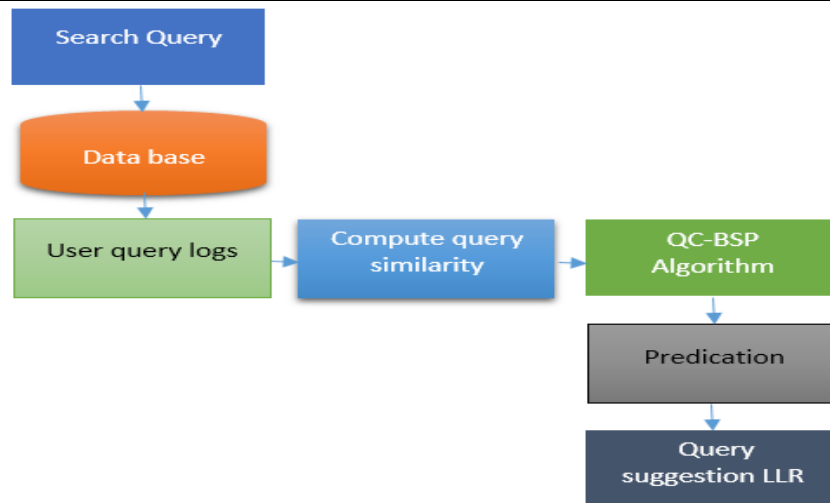 Search Query
Data base
User query logs
Compute query
similarity
QC-BSP
Algorithm
Predication
Query
suggestion LLR